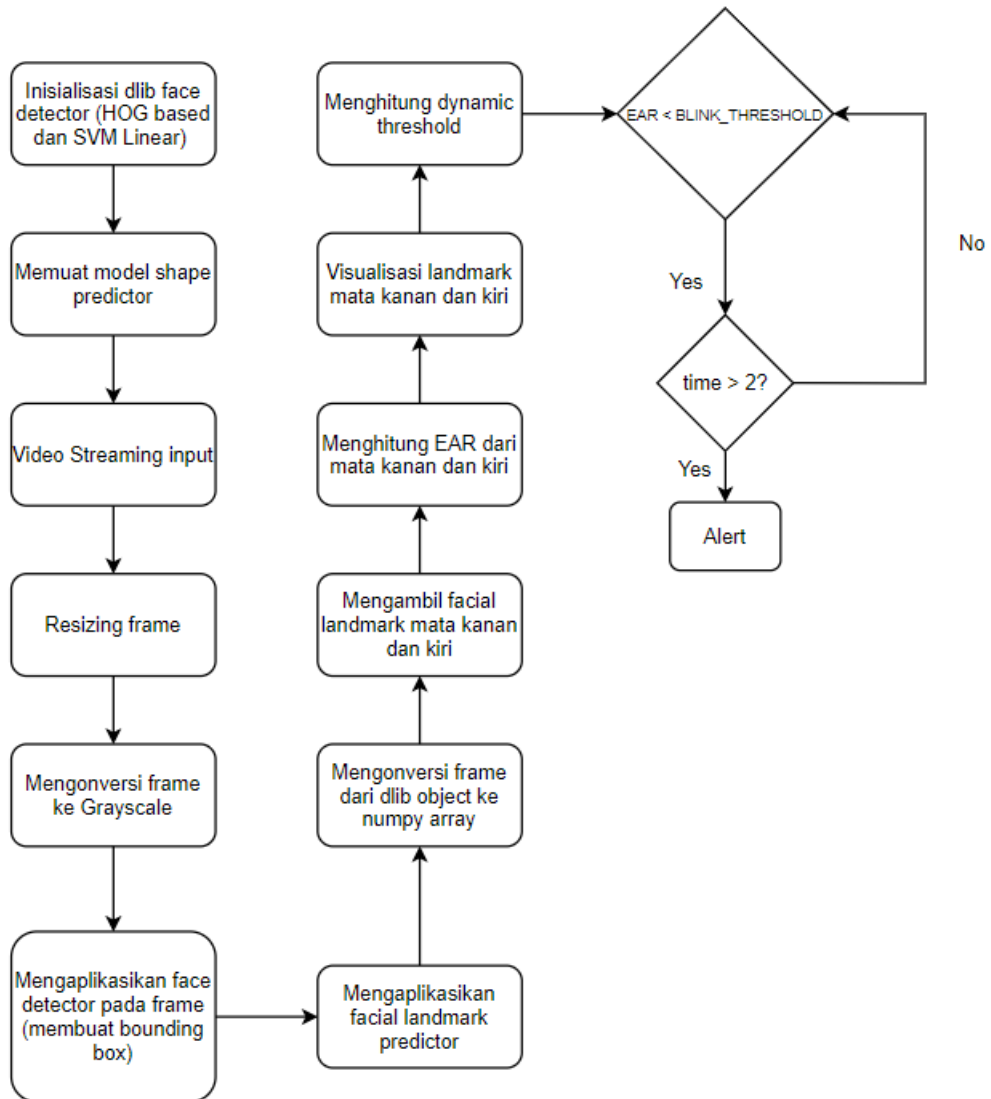 Inisialisasi dlib face
detector (HOG based
dan SVM Linear)
Memuat model shape
predictor
Video Streaming input
Resizing frame
Mengonversi frame
ke Grayscale
Mengaplikasikan face
detector pada frame
(membuat bounding
box)
Mengaplikasikan
facial landmark
predictor
Mengonversi frame
dari dlib object ke
numpy array
Mengambil facial
landmark mata kanan
dan kiri
Menghitung EAR dari
mata kanan dan kiri
Visualisasi landmark
mata kanan dan kiri
Menghitung dynamic
threshold
EAR < BLINK_THRESHOLD
No
Yes
time > 2?
Yes
Alert